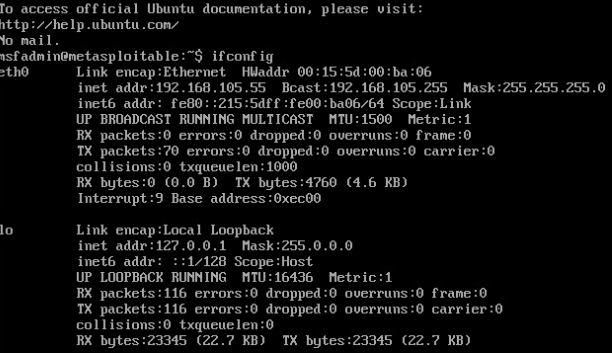 To access official Ubuntu documentation, please visit:
http://help.ubuntu.com/
No mail.
msfadmin@metasploitable:~$ ifconfig
eth0 Link encap:Ethernet HWaddr 00:15:5d:00:ba:06
inet addr:192.168.105.55 Bcast:192.168.105.255 Mask:255.255.255.0
inet6 addr: fe80::215:5dff:fe00:ba06/64 Scope:Link
UP BROADCAST RUNNING MULTICAST MTU:1500 Metric:1
RX packets:0 errors:0 dropped:0 overruns:0 frame:0
TX packets:70 errors:0 dropped:0 overruns:0 carrier:0
collisions:0 txqueuelen:1000
RX bytes:0 (0.0 B) TX bytes:4760 (4.6 KB)
Interrupt:9 Base address:0xec00
lo Link encap:Local Loopback
inet addr:127.0.0.1 Mask:255.0.0.0
inet6 addr: ::1/128 Scope:Host
UP LOOPBACK RUNNING MTU:16436 Metric:1
RX packets:116 errors:0 dropped:0 overruns:0 frame:0
TX packets:116 errors:0 dropped:0 overruns:0 carrier:0
collisions:0 txqueuelen:0
RX bytes:23345 (22.7 KB) TX bytes:23345 (22.7 KB)